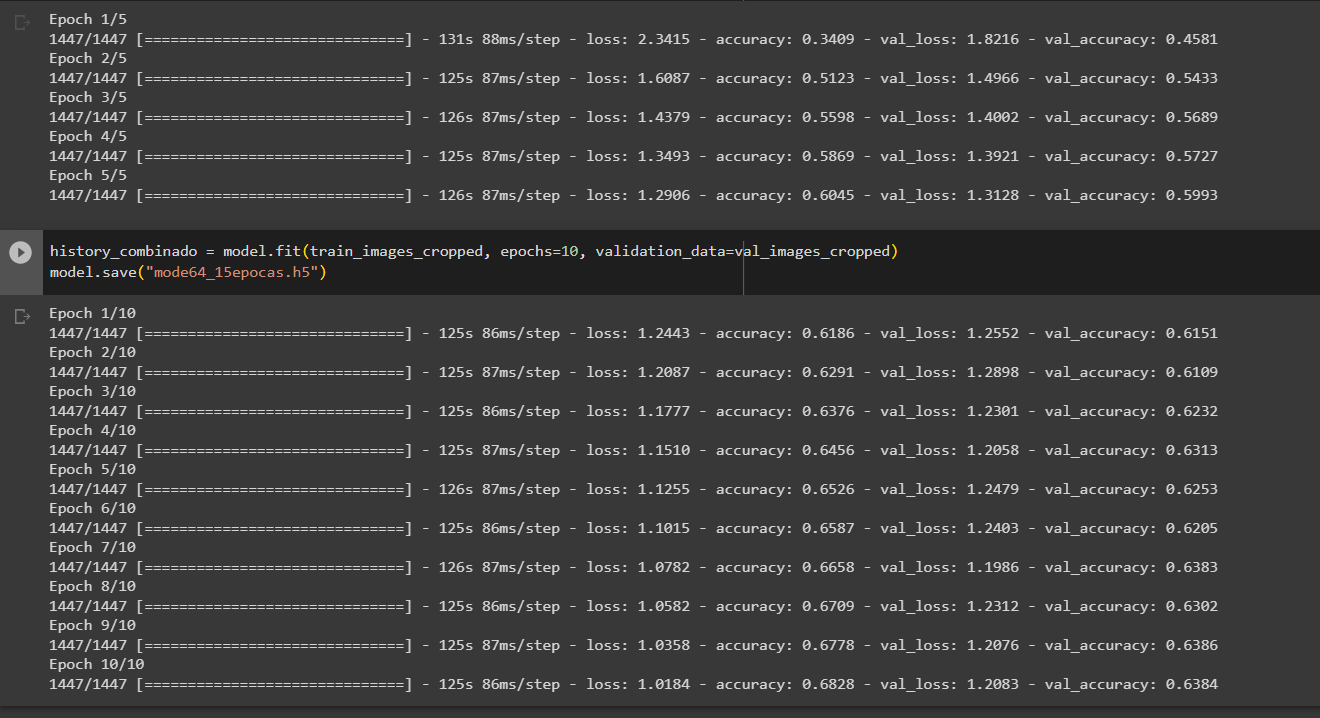 Epoch 1/5
1447/1447 [==============================] - 131s 88ms/step - loss: 2.3415 - accuracy: 0.3409 - val_loss: 1.8216 - val_accuracy: 0.4581
Epoch 2/5
1447/1447 [==============================] - 125s 87ms/step - loss: 1.6087 - accuracy: 0.5123 - val_loss: 1.4966 - val_accuracy: 0.5433
Epoch 3/5
1447/1447 [==============================] - 126s 87ms/step - loss: 1.4379 - accuracy: 0.5598 - val_loss: 1.4002 - val_accuracy: 0.5689
Epoch 4/5
1447/1447 [==============================] - 125s 87ms/step - loss: 1.3493 - accuracy: 0.5869 - val_loss: 1.3921 - val_accuracy: 0.5727
Epoch 5/5
1447/1447 [==============================] - 126s 87ms/step - loss: 1.2906 - accuracy: 0.6045 - val_loss: 1.3128 - val_accuracy: 0.5993
history_combinado = model.fit(train_images_cropped, epochs=10, validation_data=val_images_cropped)
model.save("mode64_15epocas.h5")
Epoch 1/10
1447/1447 [==============================] - 125s 86ms/step - loss: 1.2443 - accuracy: 0.6186 - val_loss: 1.2552 - val_accuracy: 0.6151
Epoch 2/10
1447/1447 [==============================] - 125s 87ms/step - loss: 1.2087 - accuracy: 0.6291 - val_loss: 1.2898 - val_accuracy: 0.6109
Epoch 3/10
1447/1447 [==============================] - 125s 86ms/step - loss: 1.1777 - accuracy: 0.6376 - val_loss: 1.2301 - val_accuracy: 0.6232
Epoch 4/10
1447/1447 [==============================] - 125s 87ms/step - loss: 1.1510 - accuracy: 0.6456 - val_loss: 1.2058 - val_accuracy: 0.6313
Epoch 5/10
1447/1447 [==============================] - 126s 87ms/step - loss: 1.1255 - accuracy: 0.6526 - val_loss: 1.2479 - val_accuracy: 0.6253
Epoch 6/10
1447/1447 [==============================] - 125s 86ms/step - loss: 1.1015 - accuracy: 0.6587 - val_loss: 1.2403 - val_accuracy: 0.6205
Epoch 7/10
1447/1447 [==============================] - 126s 87ms/step - loss: 1.0782 - accuracy: 0.6658 - val_loss: 1.1986 - val_accuracy: 0.6383
Epoch 8/10
1447/1447 [==============================] - 125s 86ms/step - loss: 1.0582 - accuracy: 0.6709 - val_loss: 1.2312 - val_accuracy: 0.6302
Epoch 9/10
1447/1447 [==============================] - 125s 87ms/step - loss: 1.0358 - accuracy: 0.6778 - val_loss: 1.2076 - val_accuracy: 0.6386
Epoch 10/10
1447/1447 [==============================] - 125s 86ms/step - loss: 1.0184 - accuracy: 0.6828 - val_loss: 1.2083 - val_accuracy: 0.6384